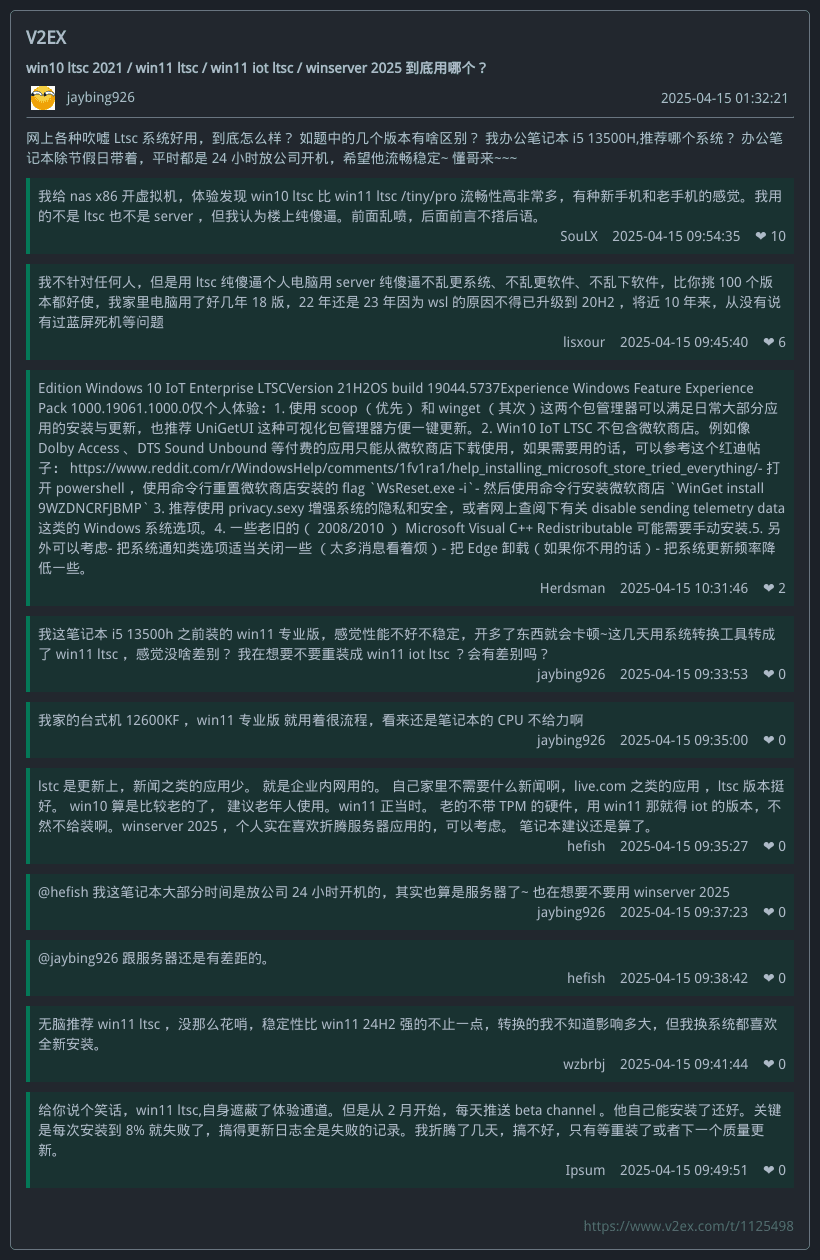 V2EX
win10 ltsc 2021 / win11 ltsc / win11 iot ltsc / winserver 2025 到底用哪个？
jaybing926
2025-04-15 01:32:21
网上各种吹嘘 Ltsc 系统好用，到底怎么样？ 如题中的几个版本有啥区别？ 我办公笔记本 i5 13500H,推荐哪个系统？ 办公笔
记本除节假日带着，平时都是 24 小时放公司开机，希望他流畅稳定~ 懂哥来~~~
我给 nas x86 开虚拟机，体验发现 win10 ltsc 比 win11 ltsc /tiny/pro 流畅性高非常多，有种新手机和老手机的感觉。我用
的不是 ltsc 也不是 server ，但我认为楼上纯傻逼。前面乱喷，后面前言不搭后语。
SouLX 2025-04-15 09:54:35 ❤ 10
我不针对任何人，但是用 ltsc 纯傻逼个人电脑用 server 纯傻逼不乱更系统、不乱更软件、不乱下软件，比你挑 100 个版
本都好使，我家里电脑用了好几年 18 版，22 年还是 23 年因为 wsl 的原因不得已升级到 20H2 ，将近 10 年来，从没有说
有过蓝屏死机等问题
lisxour 2025-04-15 09:45:40 ❤ 6
Edition Windows 10 IoT Enterprise LTSCVersion 21H2OS build 19044.5737Experience Windows Feature Experience
Pack 1000.19061.1000.0仅个人体验：1. 使用 scoop （优先） 和 winget （其次）这两个包管理器可以满足日常大部分应
用的安装与更新，也推荐 UniGetUI 这种可视化包管理器方便一键更新。2. Win10 IoT LTSC 不包含微软商店。例如像
Dolby Access 、DTS Sound Unbound 等付费的应用只能从微软商店下载使用，如果需要用的话，可以参考这个红迪帖
子： https://www.reddit.com/r/WindowsHelp/comments/1fv1ra1/help_installing_microsoft_store_tried_everything/- 打
开 powershell ，使用命令行重置微软商店安装的 flag `WsReset.exe -i`- 然后使用命令行安装微软商店 `WinGet install
9WZDNCRFJBMP` 3. 推荐使用 privacy.sexy 增强系统的隐私和安全，或者网上查阅下有关 disable sending telemetry data
这类的 Windows 系统选项。4. 一些老旧的（ 2008/2010 ） Microsoft Visual C++ Redistributable 可能需要手动安装.5. 另
外可以考虑- 把系统通知类选项适当关闭一些 （太多消息看着烦）- 把 Edge 卸载（如果你不用的话）- 把系统更新频率降
低一些。
Herdsman 2025-04-15 10:31:46 ❤ 2
我这笔记本 i5 13500h 之前装的 win11 专业版，感觉性能不好不稳定，开多了东西就会卡顿~这几天用系统转换工具转成
了 win11 ltsc ，感觉没啥差别？ 我在想要不要重装成 win11 iot ltsc ？会有差别吗？
jaybing926 2025-04-15 09:33:53 ❤ 0
我家的台式机 12600KF ，win11 专业版 就用着很流程，看来还是笔记本的 CPU 不给力啊
jaybing926 2025-04-15 09:35:00 ❤ 0
lstc 是更新上，新闻之类的应用少。 就是企业内网用的。 自己家里不需要什么新闻啊，live.com 之类的应用 ，ltsc 版本挺
好。 win10 算是比较老的了， 建议老年人使用。win11 正当时。 老的不带 TPM 的硬件，用 win11 那就得 iot 的版本，不
然不给装啊。winserver 2025 ，个人实在喜欢折腾服务器应用的，可以考虑。 笔记本建议还是算了。
hefish 2025-04-15 09:35:27 ❤ 0
@hefish 我这笔记本大部分时间是放公司 24 小时开机的，其实也算是服务器了~ 也在想要不要用 winserver 2025
jaybing926 2025-04-15 09:37:23 ❤ 0
@jaybing926 跟服务器还是有差距的。
hefish 2025-04-15 09:38:42 ❤ 0
无脑推荐 win11 ltsc ，没那么花哨，稳定性比 win11 24H2 强的不止一点，转换的我不知道影响多大，但我换系统都喜欢
全新安装。
wzbrbj 2025-04-15 09:41:44 ❤ 0
给你说个笑话，win11 ltsc,自身遮蔽了体验通道。但是从 2 月开始，每天推送 beta channel 。他自己能安装了还好。关键
是每次安装到 8% 就失败了，搞得更新日志全是失败的记录。我折腾了几天，搞不好，只有等重装了或者下一个质量更
新。
Ipsum 2025-04-15 09:49:51 ❤ 0
https://www.v2ex.com/t/1125498